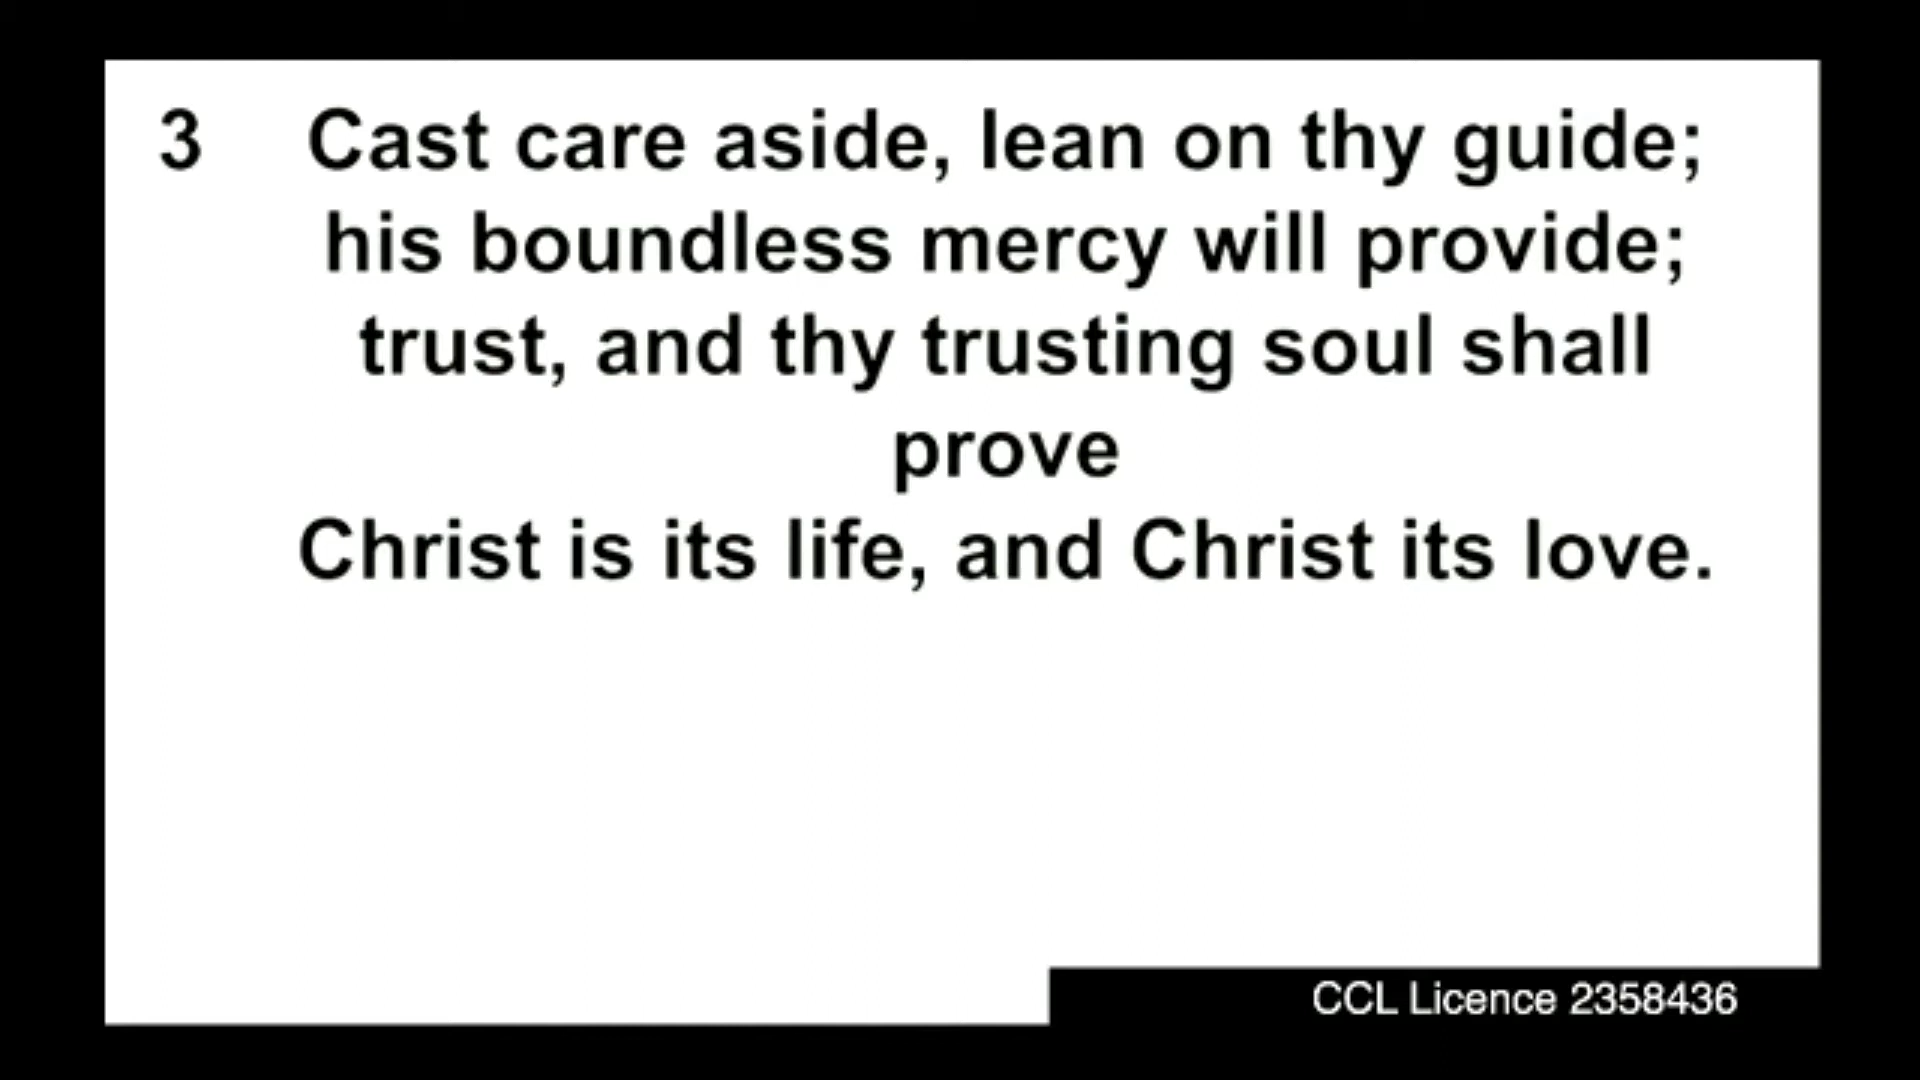 3 Cast care aside, lean on thy guide;
his boundless mercy will provide;
trust, and thy trusting soul shall
prove
Christ is its life, and Christ its love.
CCL Licence 2358436